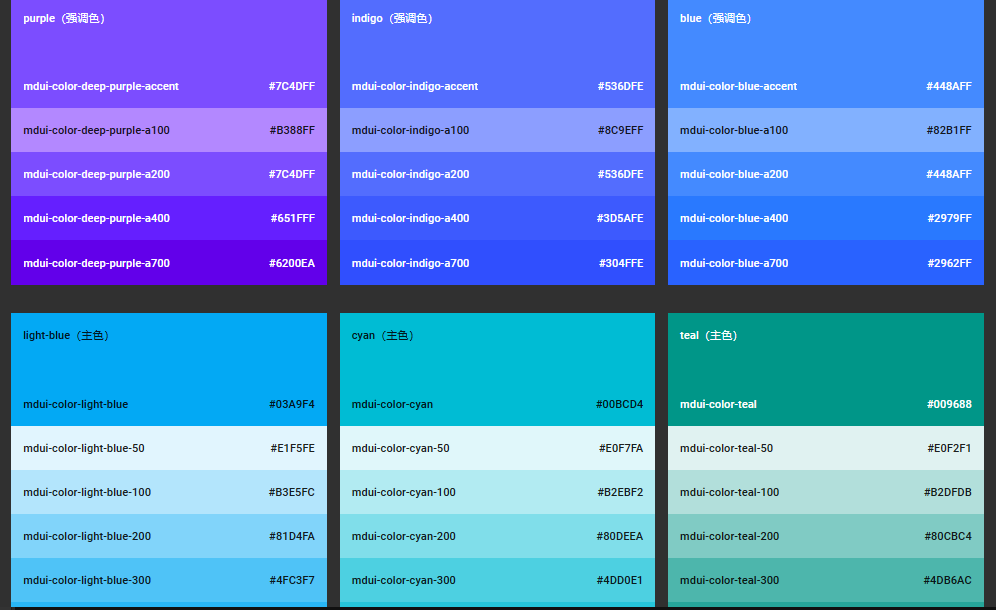 purple（强调色）
mdui-color-deep-purple-accent #7C4DFF
mdui-color-deep-purple-a100 #B388FF
mdui-color-deep-purple-a200 #7C4DFF
mdui-color-deep-purple-a400 #651FFF
mdui-color-deep-purple-a700 #6200EA
indigo（强调色）
mdui-color-indigo-accent #536DFE
mdui-color-indigo-a100 #8C9EFF
mdui-color-indigo-a200 #536DFE
mdui-color-indigo-a400 #3D5AFE
mdui-color-indigo-a700 #304FFE
blue（强调色）
mdui-color-blue-accent #448AFF
mdui-color-blue-a100 #82B1FF
mdui-color-blue-a200 #448AFF
mdui-color-blue-a400 #2979FF
mdui-color-blue-a700 #2962FF
light-blue（主色）
mdui-color-light-blue #03A9F4
mdui-color-light-blue-50 #E1F5FE
mdui-color-light-blue-100 #B3E5FC
mdui-color-light-blue-200 #81D4FA
mdui-color-light-blue-300 #4FC3F7
cyan（主色）
mdui-color-cyan #00BCD4
mdui-color-cyan-50 #E0F7FA
mdui-color-cyan-100 #B2EBF2
mdui-color-cyan-200 #80DEEA
mdui-color-cyan-300 #4DD0E1
teal（主色）
mdui-color-teal #009688
mdui-color-teal-50 #E0F2F1
mdui-color-teal-100 #B2DFDB
mdui-color-teal-200 #80CBC4
mdui-color-teal-300 #4DB6AC